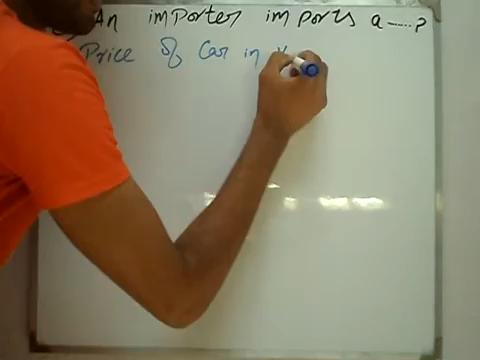 An importer imports a ......?
Price of Car in